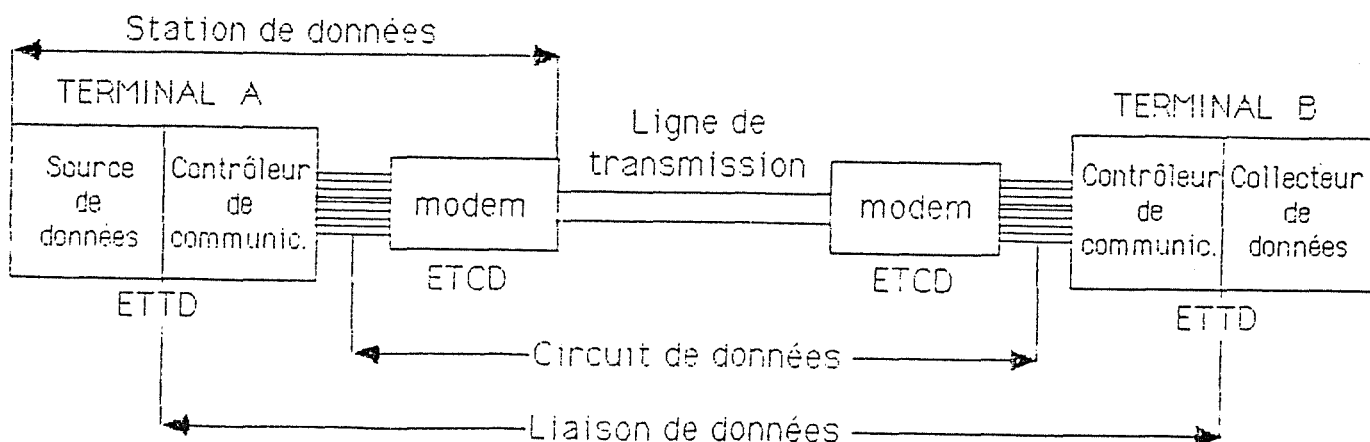 Station de données
TERMINAL A
TERMINAL B
Ligne de
transmission
Source
de
données
Contrôleur
de
communic.
modem
modem
Contrôleur
de
communic.
Collecteur
de
données
ETTD
ETCD
ETCD
ETTD
Circuit de données
Liaison de données